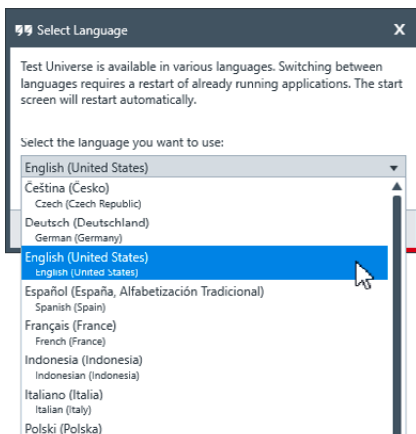 Select Language X
Test Universe is available in various languages. Switching between
languages requires a restart of already running applications. The start
screen will restart automatically.
Select the language you want to use:
English (United States)
Čeština (Česko)
Czech (Czech Republic)
Deutsch (Deutschland)
German (Germany)
English (United States)
English (United States)
Español (España, Alfabetización Tradicional)
Spanish (Spain)
Français (France)
French (France)
Indonesia (Indonesia)
Indonesian (Indonesia)
Italiano (Italia)
Italian (Italy)
Polski (Polska)